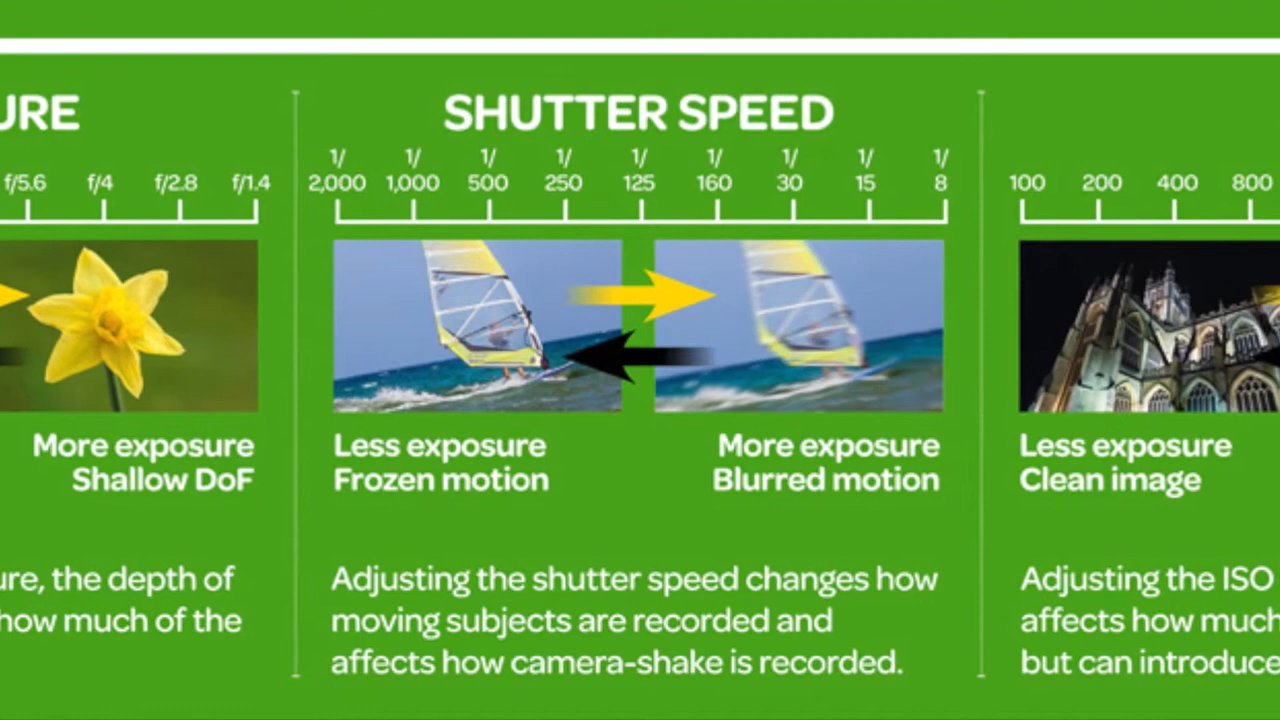 URE
f/5.6 f/4 f/2.8 f/1.4
More exposure
Shallow DoF
ure, the depth of
how much of the
SHUTTER SPEED
1/ 1/ 1/ 1/ 1/ 1/ 1/ 1/ 1/
2,000 1,000 500 250 125 160 30 15 8
Less exposure
Frozen motion
More exposure
Blurred motion
Adjusting the shutter speed changes how
moving subjects are recorded and
affects how camera-shake is recorded.
100 200 400 800
Less exposure
Clean image
Adjusting the ISO
affects how much
but can introduce